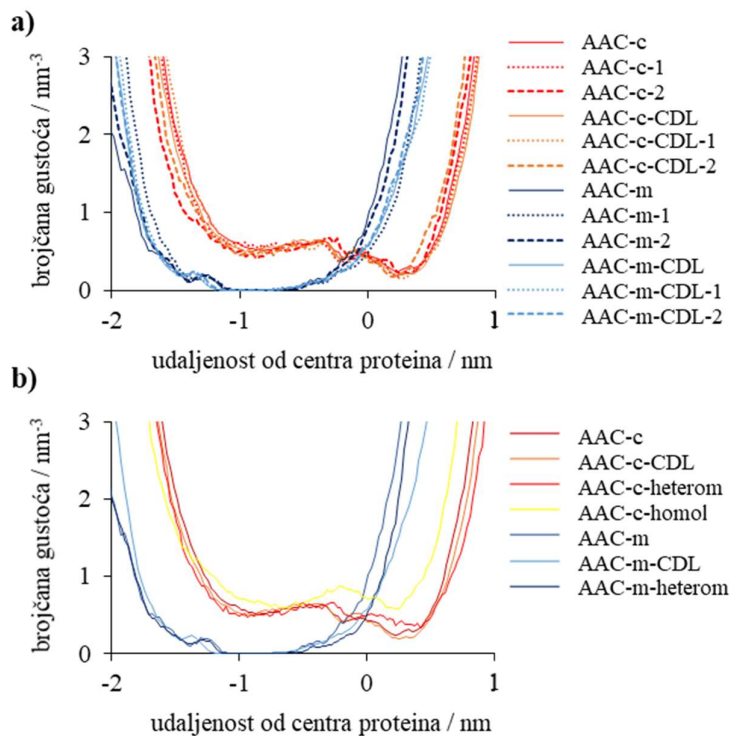 a)
brojčana gustoća / nm⁻³
3
2
1
0
-2
-1
0
1
udaljenost od centra proteina / nm
AAC-c
AAC-c-1
AAC-c-2
AAC-c-CDL
AAC-c-CDL-1
AAC-c-CDL-2
AAC-m
AAC-m-1
AAC-m-2
AAC-m-CDL
AAC-m-CDL-1
AAC-m-CDL-2
b)
brojčana gustoća / nm⁻³
3
2
1
0
-2
-1
0
1
udaljenost od centra proteina / nm
AAC-c
AAC-c-CDL
AAC-c-heterom
AAC-c-homol
AAC-m
AAC-m-CDL
AAC-m-heterom